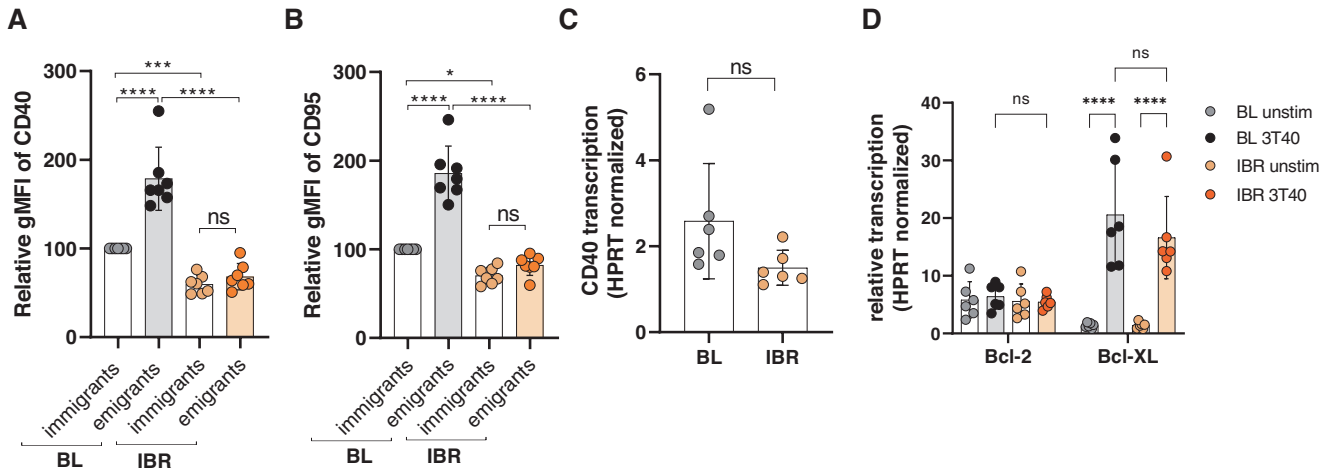 A
Relative gMFI of CD40
300
200
100
0
***
****
****
ns
immigrants
emigrants
immigrants
emigrants
BL
IBR
B
Relative gMFI of CD95
300
200
100
0
*
****
****
ns
immigrants
emigrants
immigrants
emigrants
BL
IBR
C
CD40 transcription
(HPRT normalized)
6
4
2
0
ns
BL
IBR
D
relative transcription
(HPRT normalized)
40
30
20
10
0
ns
ns
****
****
Bcl-2
Bcl-XL
BL unstim
BL 3T40
IBR unstim
IBR 3T40